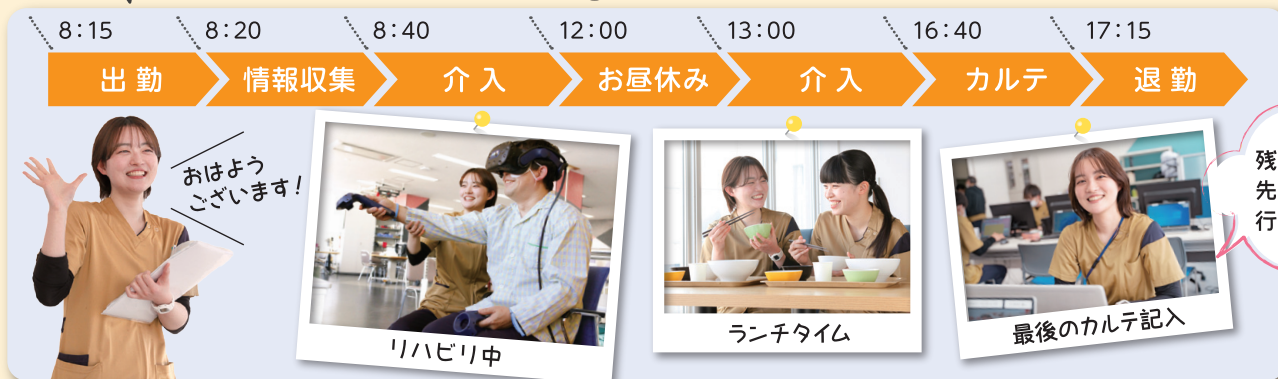 8:15
8:20
8:40
12:00
13:00
16:40
17:15
出勤
情報収集
介入
お昼休み
介入
カルテ
退勤
おはよう
ございます!
リハビリ中
ランチタイム
最後のカルテ記入
残
先
行